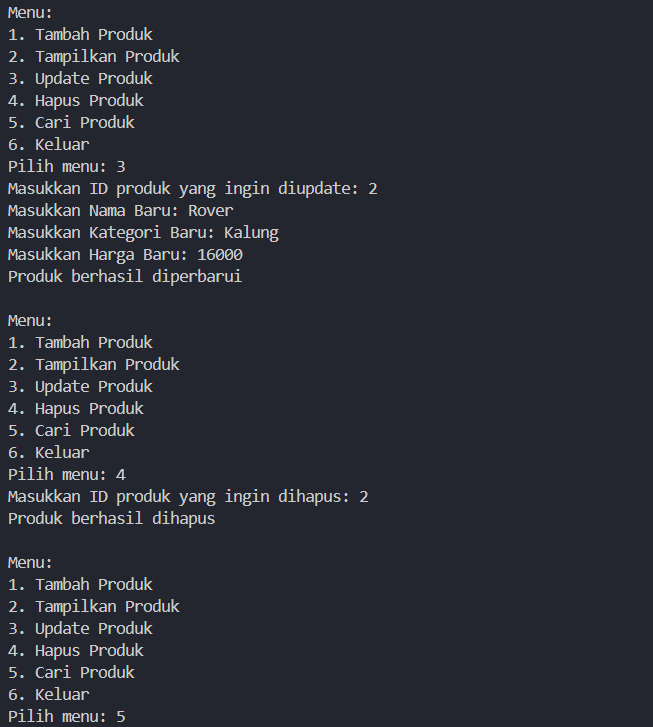 Menu:
1. Tambah Produk
2. Tampilkan Produk
3. Update Produk
4. Hapus Produk
5. Cari Produk
6. Keluar
Pilih menu: 3
Masukkan ID produk yang ingin diupdate: 2
Masukkan Nama Baru: Rover
Masukkan Kategori Baru: Kalung
Masukkan Harga Baru: 16000
Produk berhasil diperbarui

Menu:
1. Tambah Produk
2. Tampilkan Produk
3. Update Produk
4. Hapus Produk
5. Cari Produk
6. Keluar
Pilih menu: 4
Masukkan ID produk yang ingin dihapus: 2
Produk berhasil dihapus

Menu:
1. Tambah Produk
2. Tampilkan Produk
3. Update Produk
4. Hapus Produk
5. Cari Produk
6. Keluar
Pilih menu: 5